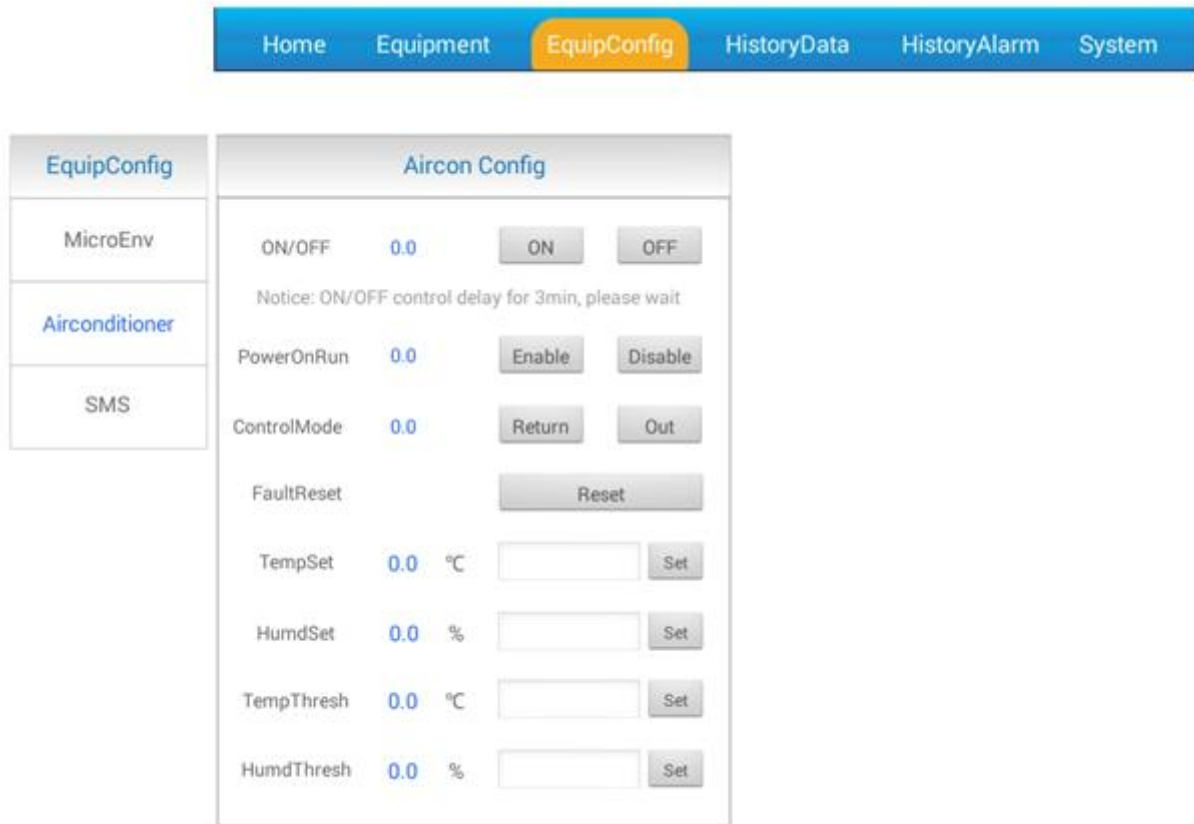 Home Equipment EquipConfig HistoryData HistoryAlarm System
EquipConfig
MicroEnv
Airconditioner
SMS
Aircon Config
ON/OFF 0.0 ON OFF
Notice: ON/OFF control delay for 3min, please wait
PowerOnRun 0.0 Enable Disable
ControlMode 0.0 Return Out
FaultReset Reset
TempSet 0.0 ℃ Set
HumdSet 0.0 % Set
TempThresh 0.0 ℃ Set
HumdThresh 0.0 % Set